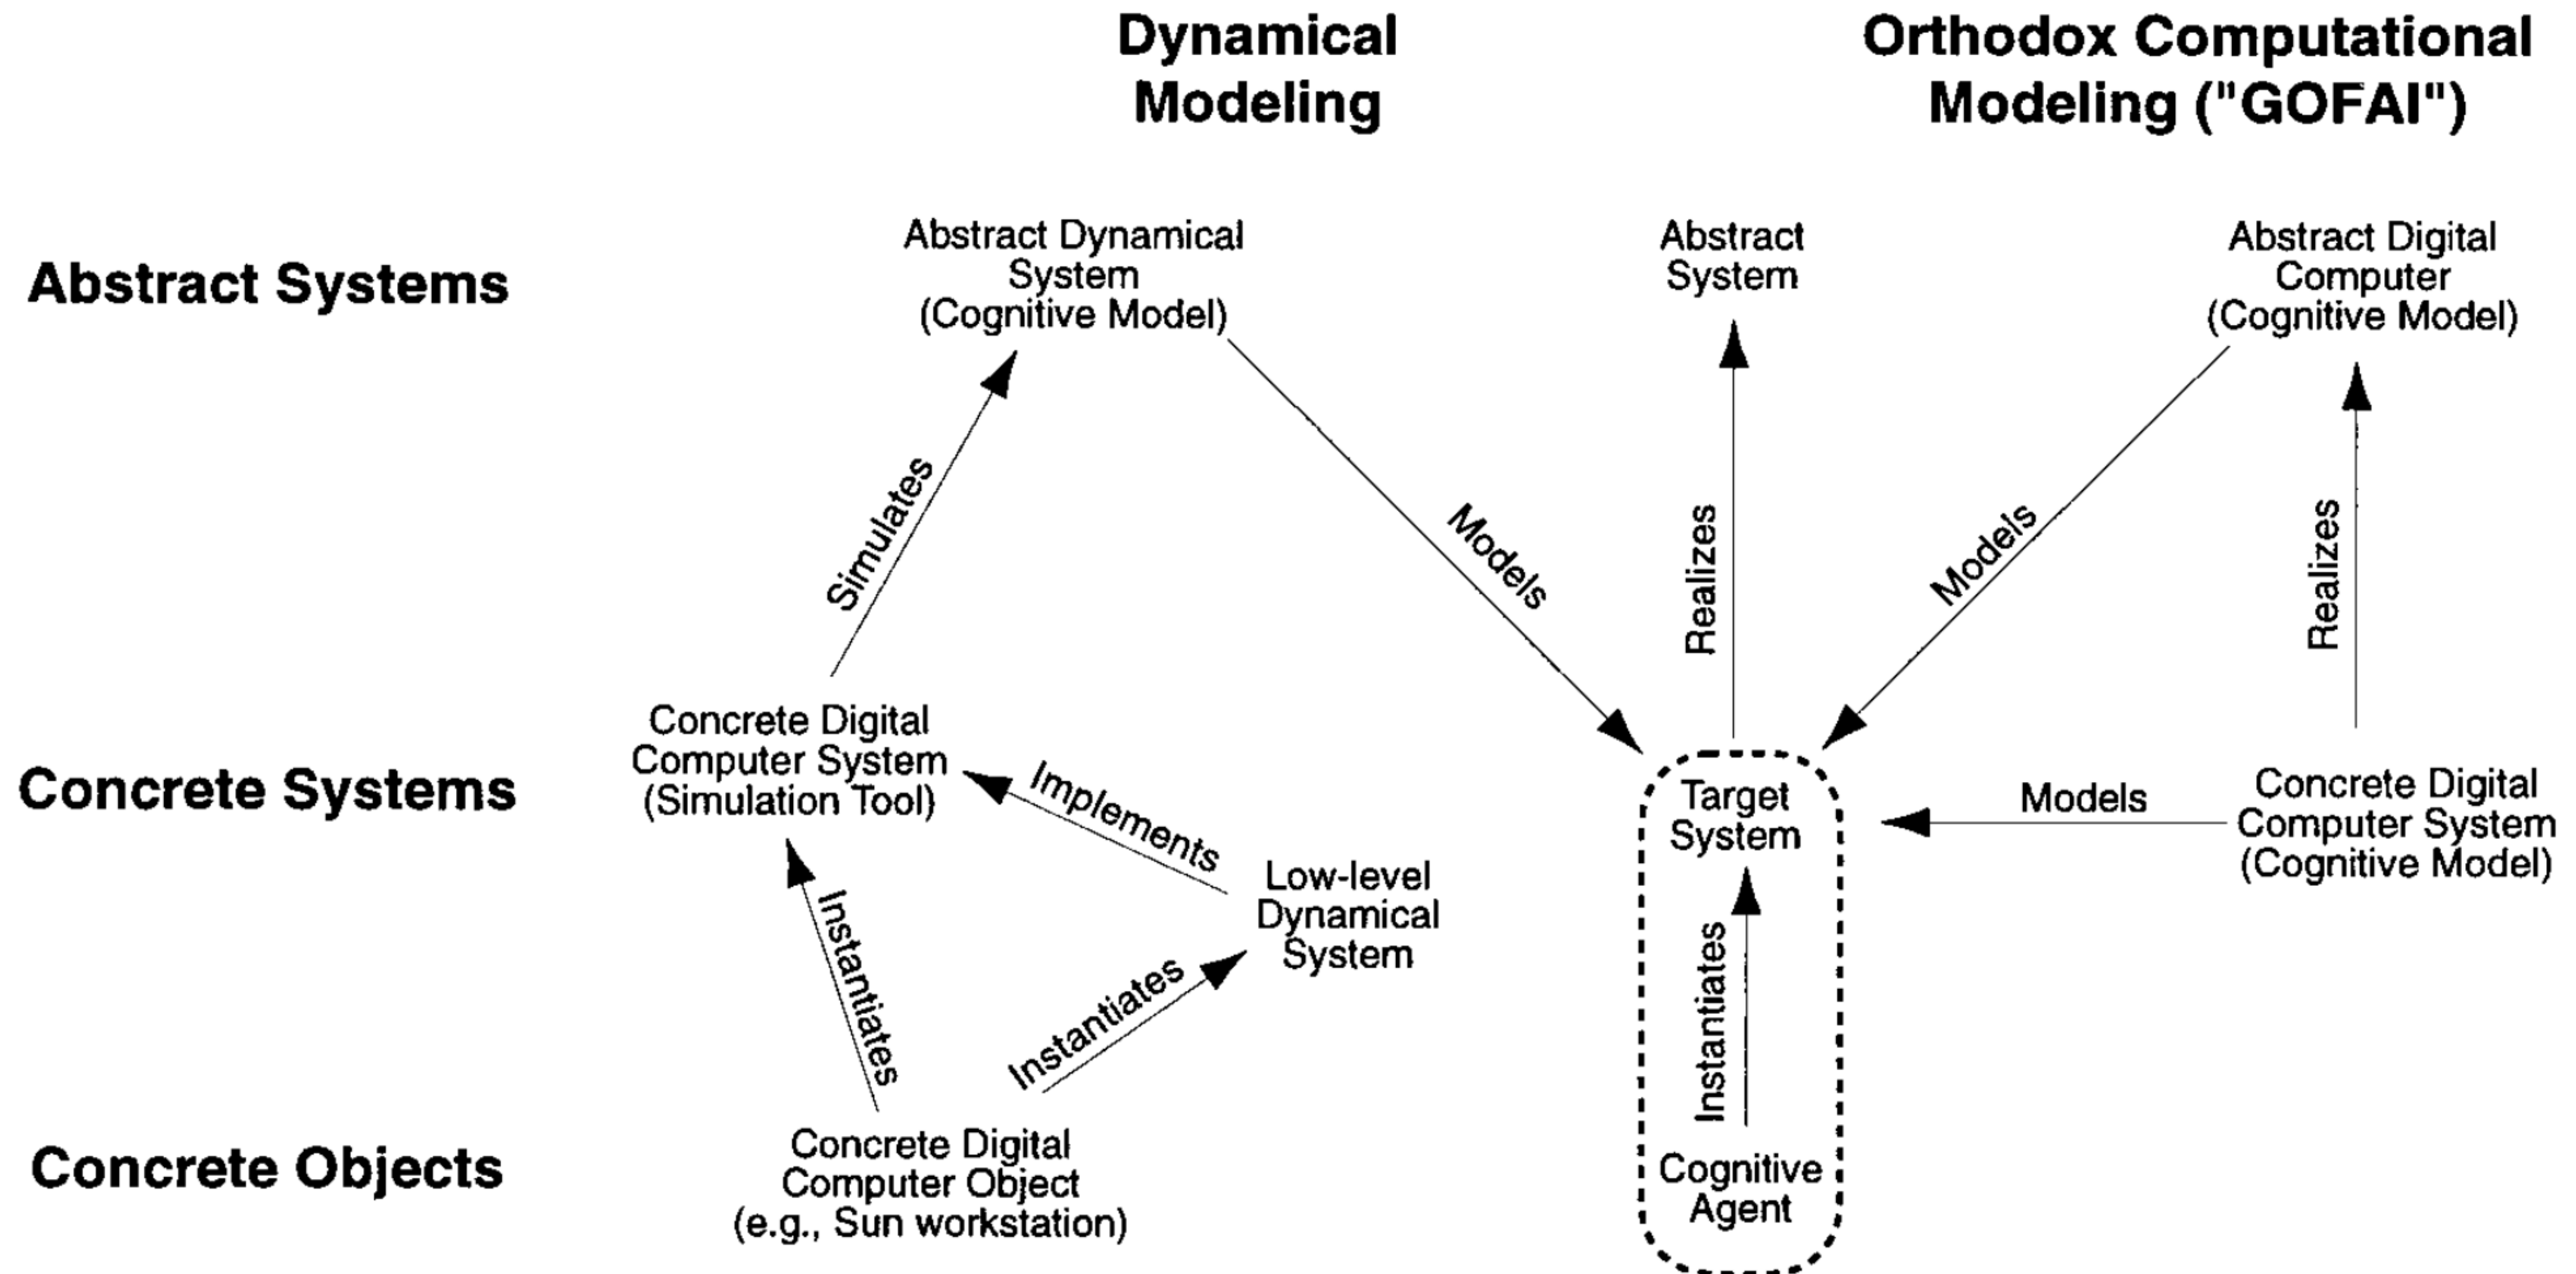 Dynamical
Modeling
Orthodox Computational
Modeling ("GOFAI")
Abstract Systems
Abstract Dynamical
System
(Cognitive Model)
Abstract
System
Abstract Digital
Computer
(Cognitive Model)
Simulates
Models
Realizes
Models
Realizes
Concrete Systems
Concrete Digital
Computer System
(Simulation Tool)
Implements
Low-level
Dynamical
System
Target
System
Models
Concrete Digital
Computer System
(Cognitive Model)
Instantiates
Instantiates
Instantiates
Concrete Objects
Concrete Digital
Computer Object
(e.g., Sun workstation)
Cognitive
Agent